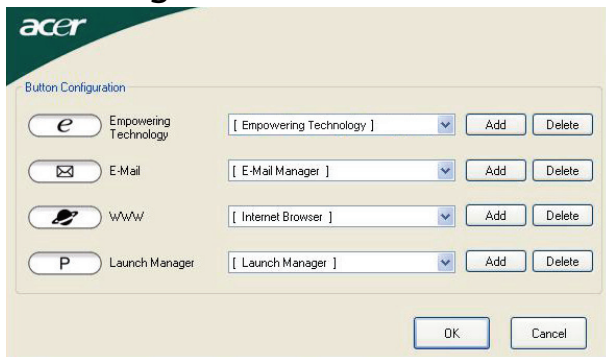 acer
Button Configuration
e Empowering Technology [ Empowering Technology ] Add Delete
E-Mail [ E-Mail Manager ] Add Delete
WWW [ Internet Browser ] Add Delete
P Launch Manager [ Launch Manager ] Add Delete
OK Cancel